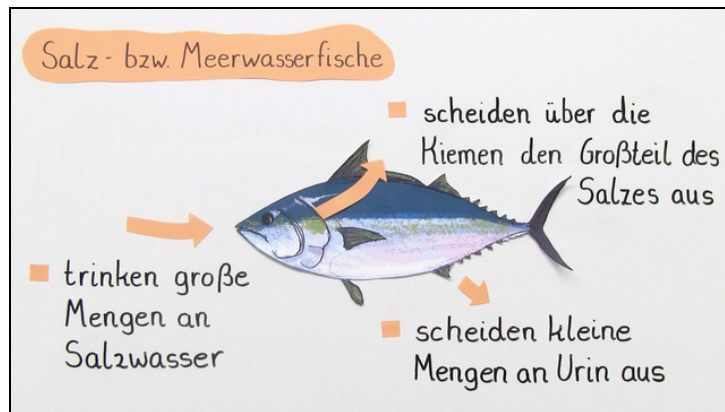 Salz- bzw. Meerwasserfische
scheiden über die
Kiemen den Großteil des
Salzes aus
trinken große
Mengen an
Salzwasser
scheiden kleine
Mengen an Urin aus